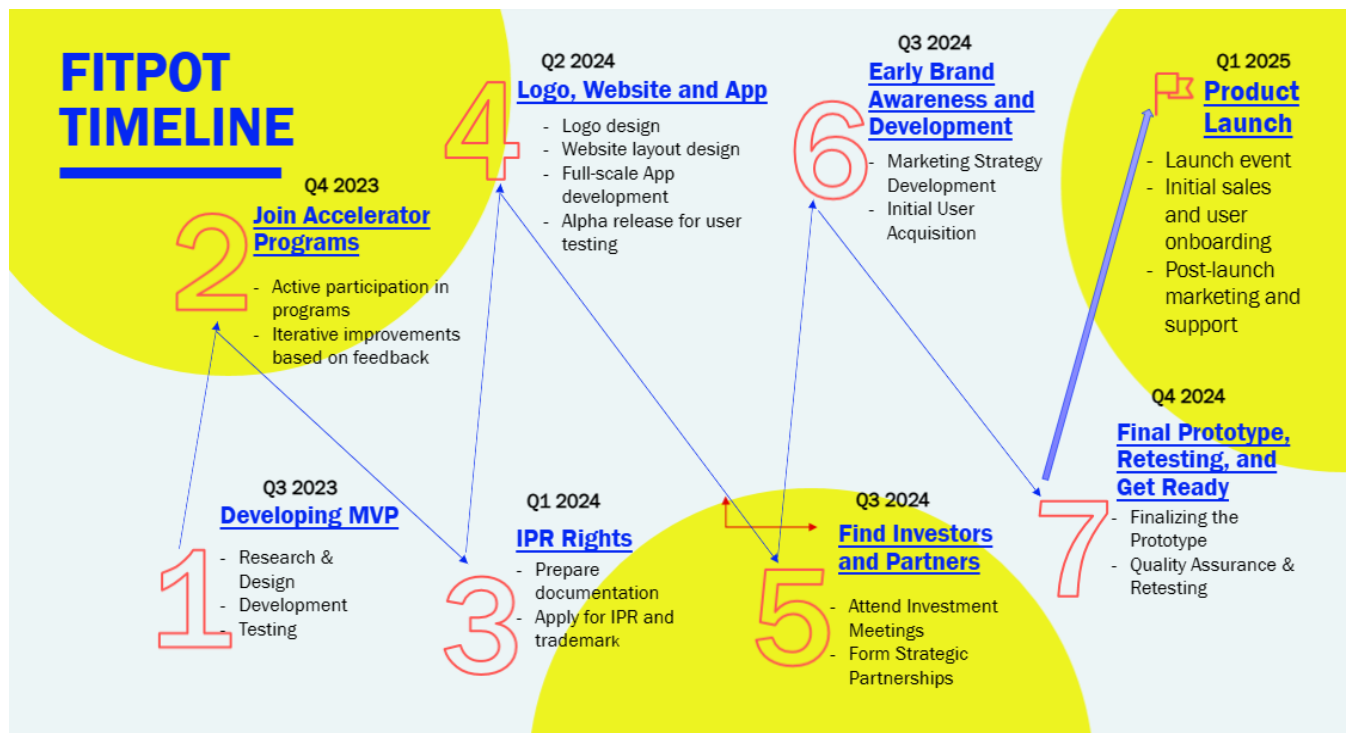 FITPOT
TIMELINE
1
Q3 2023
Developing MVP
- Research &
Design
- Development
- Testing
2
Q4 2023
Join Accelerator
Programs
- Active participation in
programs
- Iterative improvements
based on feedback
3
Q1 2024
IPR Rights
- Prepare
documentation
- Apply for IPR and
trademark
4
Q2 2024
Logo, Website and App
- Logo design
- Website layout design
- Full-scale App
development
- Alpha release for user
testing
5
Q3 2024
Find Investors
and Partners
- Attend Investment
Meetings
- Form Strategic
Partnerships
6
Q3 2024
Early Brand
Awareness and
Development
- Marketing Strategy
Development
- Initial User
Acquisition
7
Q4 2024
Final Prototype,
Retesting, and
Get Ready
- Finalizing the
Prototype
- Quality Assurance &
Retesting
Q1 2025
Product
Launch
- Launch event
- Initial sales
and user
onboarding
- Post-launch
marketing and
support